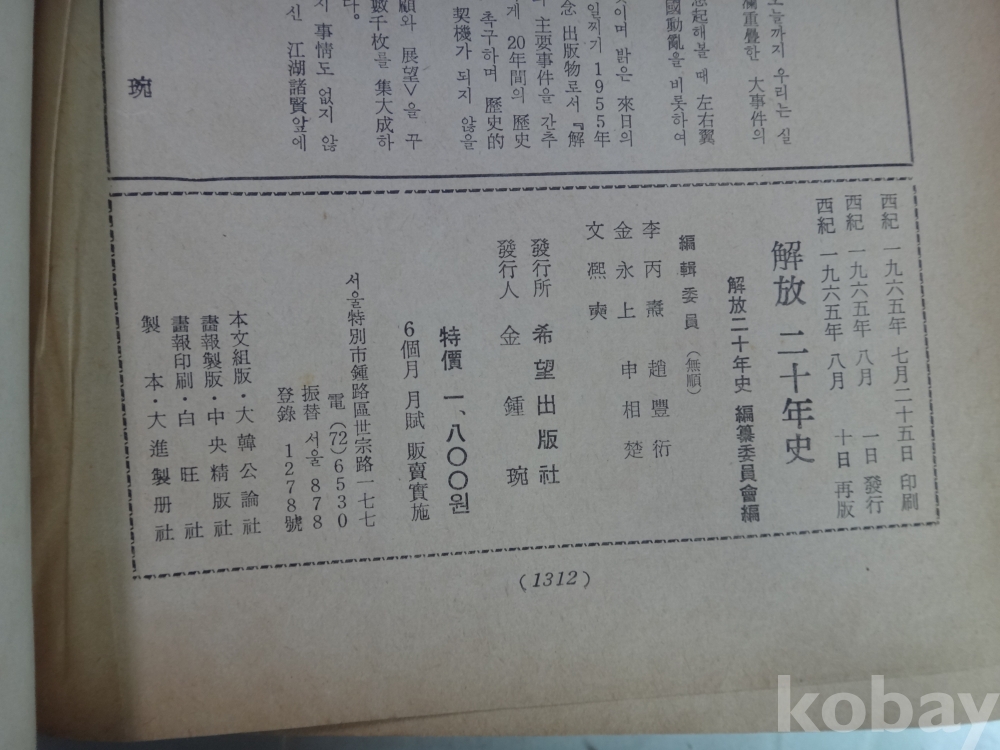 오늘까지 우리는 실
瀾重疊한 大事件의
想起해볼 때 左右翼
國動亂을 비롯하여
것이며 밝은 來日의
일찌기 1955年
念 出版物로서 『解
主要事件을 간추
게 20年間의 歷史
촉구하며 歷史的
契機가 되지 않을
顧와 展望〉을 꾸
數千枚를 集大成하
다。
지 事情도 없지 않
신 江湖諸賢앞에
琬
西紀 一九六五年 七月二十五日 印刷
西紀 一九六五年 八月 一日 發行
西紀 一九六五年 八月 十日 再版
解放 二十年史
解放二十年史 編纂委員會編
編輯委員 (無順)
李丙燾 趙豐衍
金永上 申相楚
文凞奭
發行所 希望出版社
發行人 金鍾琬
特價 一、八〇〇원
6個月 月賦 販賣實施
서울特別市鍾路區世宗路一七七
電 (72) 6530
振替 서울 878
登錄 1278號
本文組版・大韓公論社
畫報製版・中央精版社
畫報印刷・白旺社
製本・大進製册社
(1312)
kobay